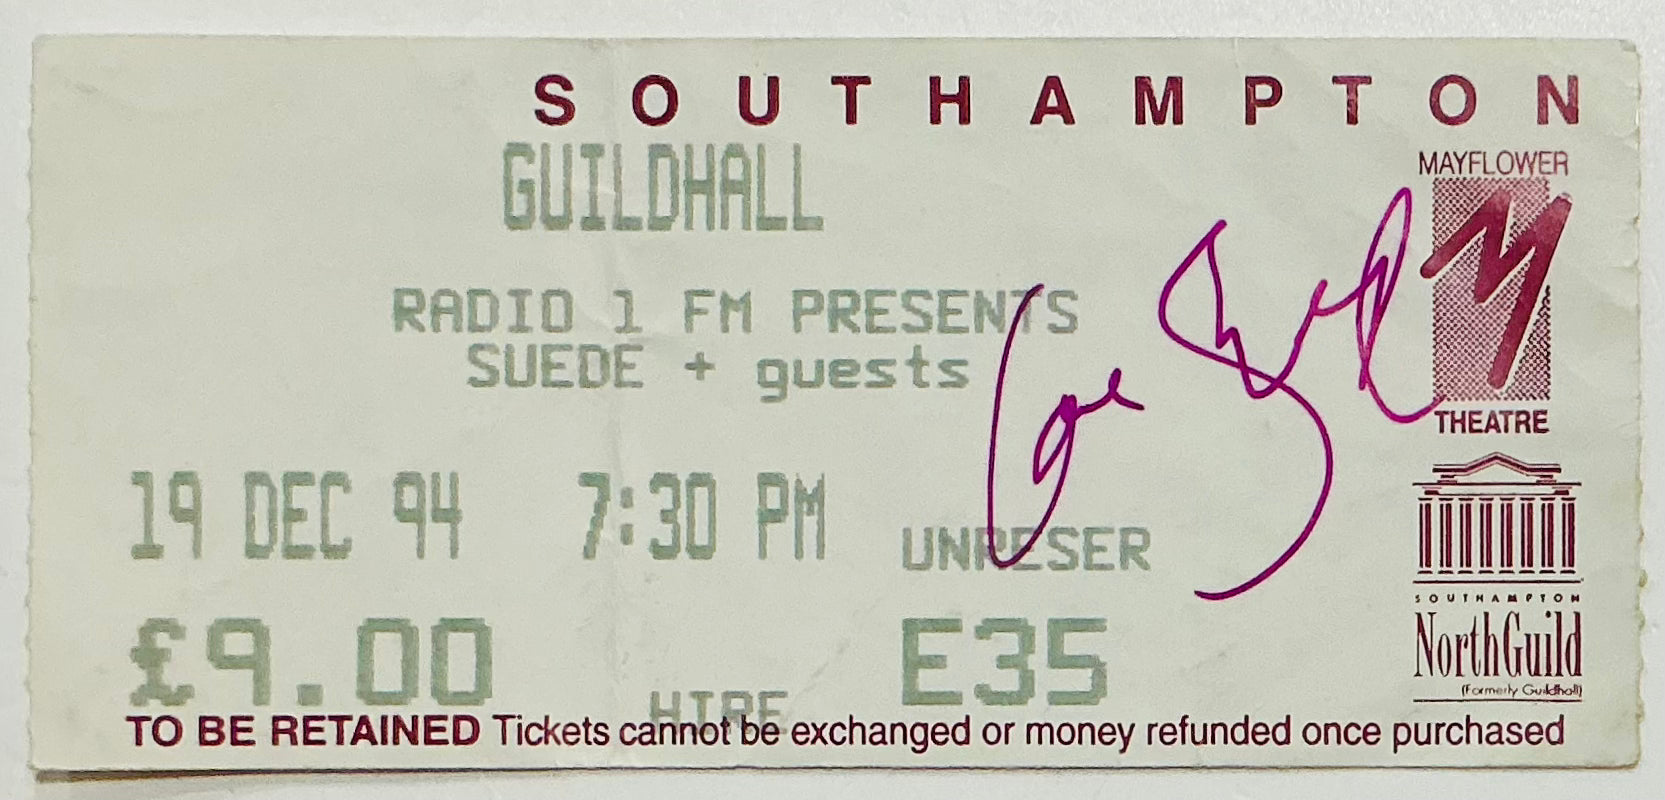 SOUTHAMPTON
GUILDHALL
MAYFLOWER
RADIO 1 FM PRESENTS
SUEDE + guests
THEATRE
19 DEC 94 7:30 PM UNRESER
SOUTHAMPTON
NorthGuild
(Formerly Guildhall)
£9.00 E35
HIRE
TO BE RETAINED Tickets cannot be exchanged or money refunded once purchased